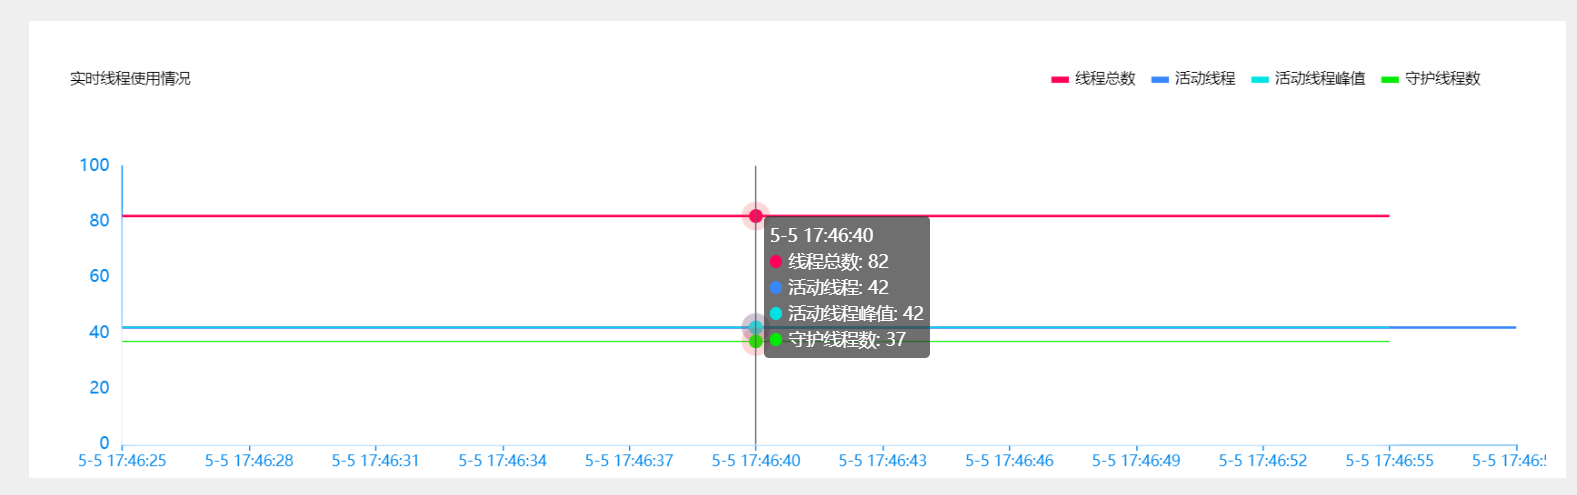 实时线程使用情况
线程总数 活动线程 活动线程峰值 守护线程数
100
80
60
40
20
0
5-5 17:46:40
线程总数: 82
活动线程: 42
活动线程峰值: 42
守护线程数: 37
5-5 17:46:25 5-5 17:46:28 5-5 17:46:31 5-5 17:46:34 5-5 17:46:37 5-5 17:46:40 5-5 17:46:43 5-5 17:46:46 5-5 17:46:49 5-5 17:46:52 5-5 17:46:55 5-5 17:46: